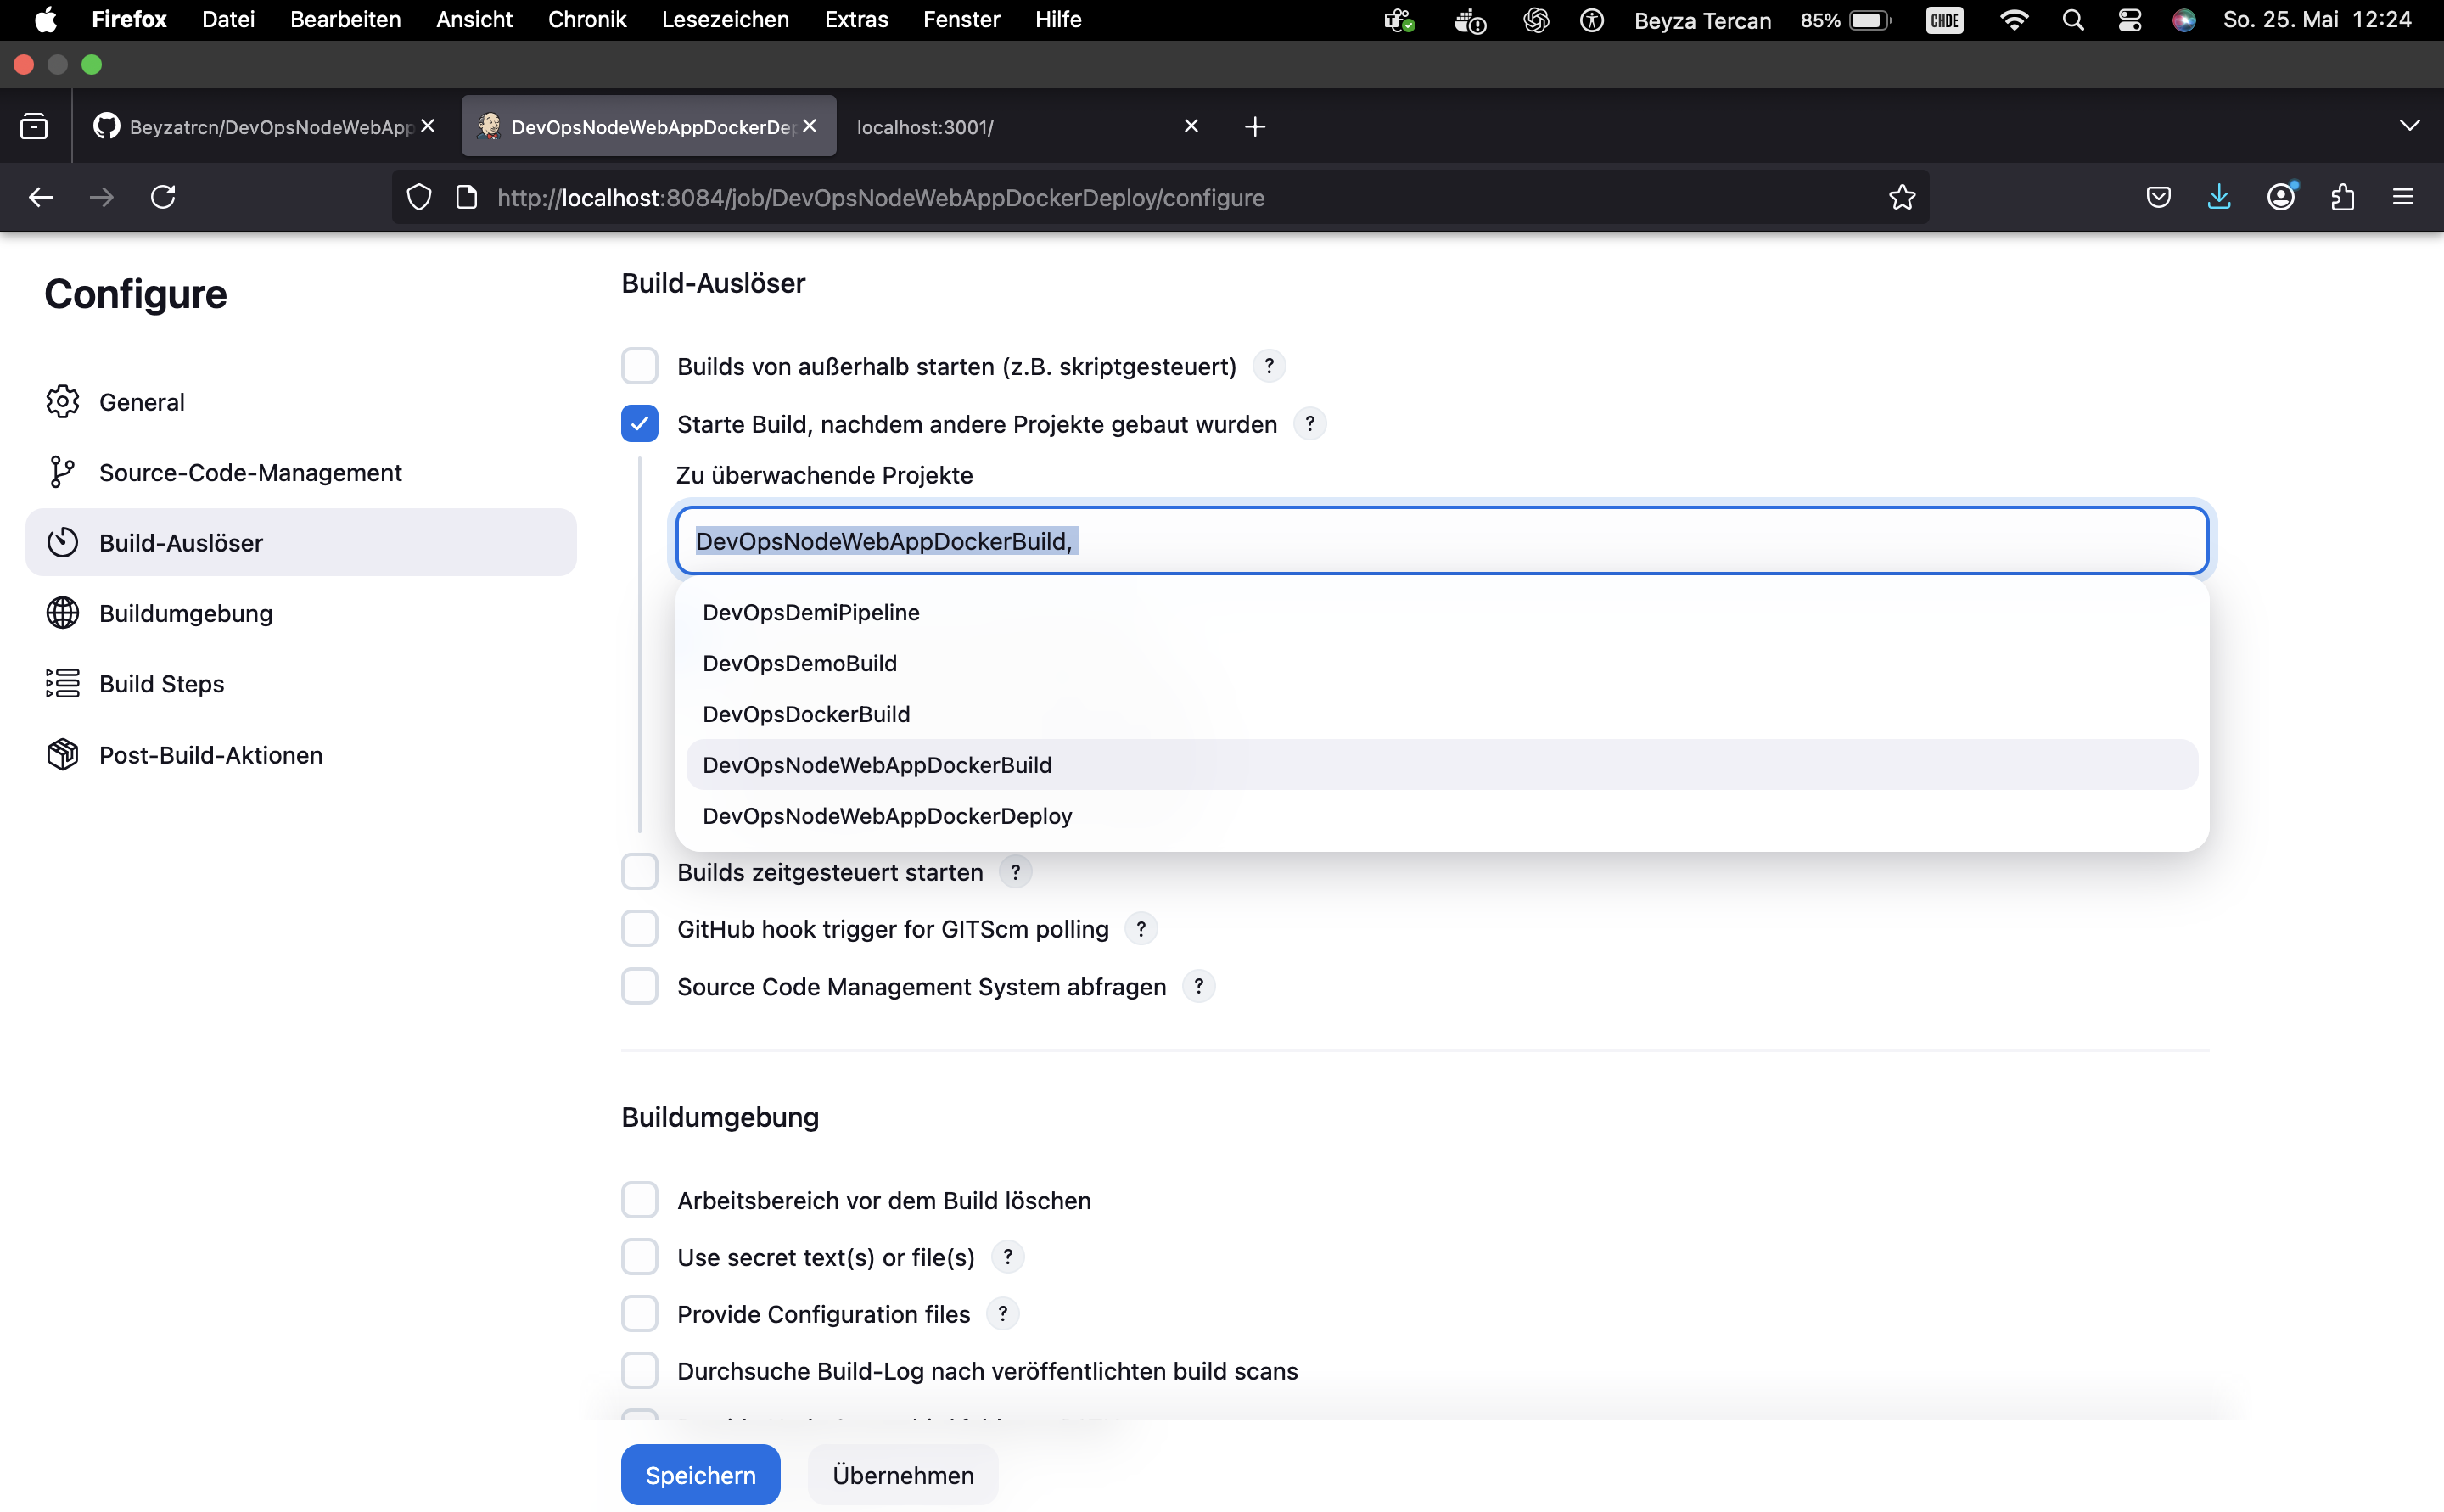 Firefox Datei Bearbeiten Ansicht Chronik Lesezeichen Extras Fenster Hilfe Beyza Tercan 85% CHDE So. 25. Mai 12:24
Beyzatrcn/DevOpsNodeWebApp DevOpsNodeWebAppDockerDep localhost:3001/
http://localhost:8084/job/DevOpsNodeWebAppDockerDeploy/configure
Configure
General
Source-Code-Management
Build-Auslöser
Buildumgebung
Build Steps
Post-Build-Aktionen
Build-Auslöser
Builds von außerhalb starten (z.B. skriptgesteuert) ?
Starte Build, nachdem andere Projekte gebaut wurden ?
Zu überwachende Projekte
DevOpsNodeWebAppDockerBuild,
DevOpsDemiPipeline
DevOpsDemoBuild
DevOpsDockerBuild
DevOpsNodeWebAppDockerBuild
DevOpsNodeWebAppDockerDeploy
Builds zeitgesteuert starten ?
GitHub hook trigger for GITScm polling ?
Source Code Management System abfragen ?
Buildumgebung
Arbeitsbereich vor dem Build löschen
Use secret text(s) or file(s) ?
Provide Configuration files ?
Durchsuche Build-Log nach veröffentlichten build scans
Speichern Übernehmen